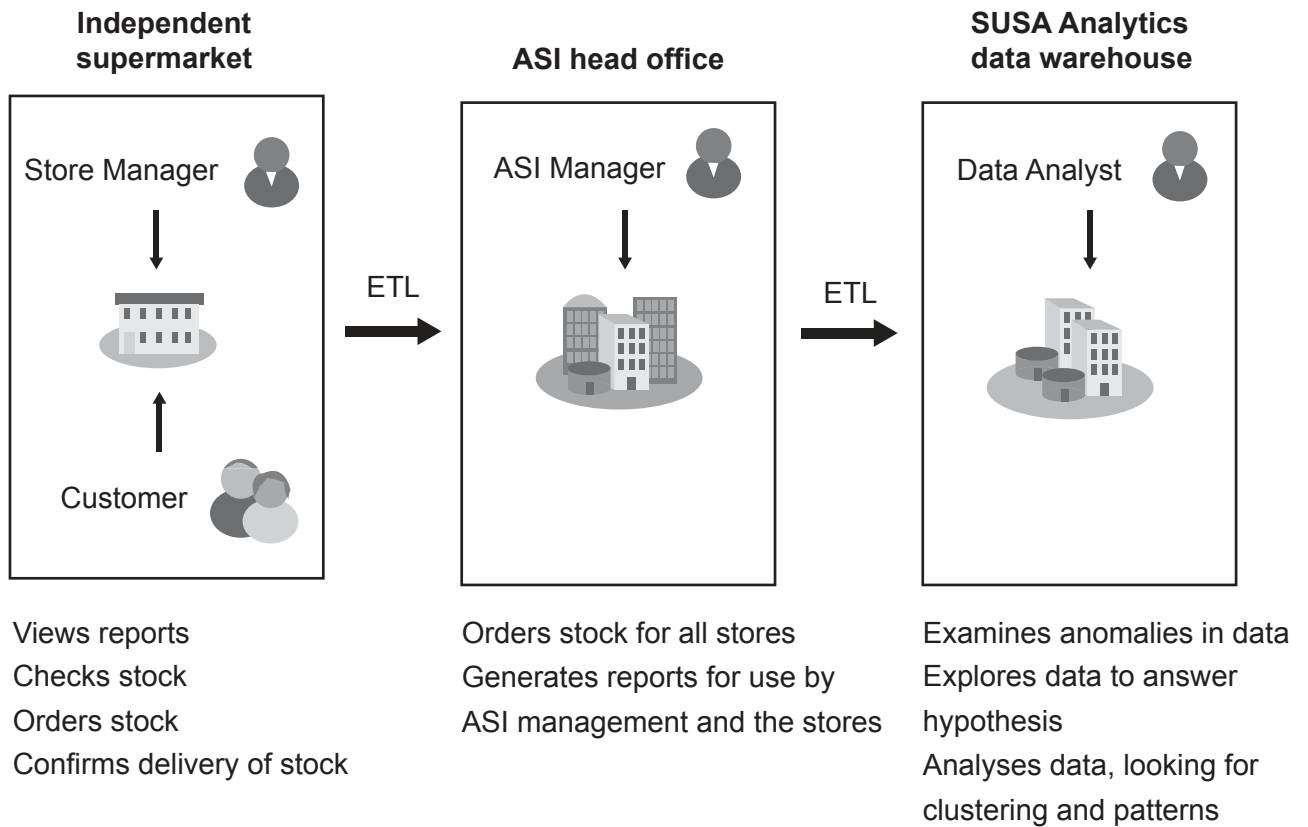 Independent
supermarket
ASI head office
SUSA Analytics
data warehouse
Store Manager
ASI Manager
Data Analyst
ETL
ETL
Customer
Views reports
Checks stock
Orders stock
Confirms delivery of stock
Orders stock for all stores
Generates reports for use by
ASI management and the stores
Examines anomalies in data
Explores data to answer
hypothesis
Analyses data, looking for
clustering and patterns